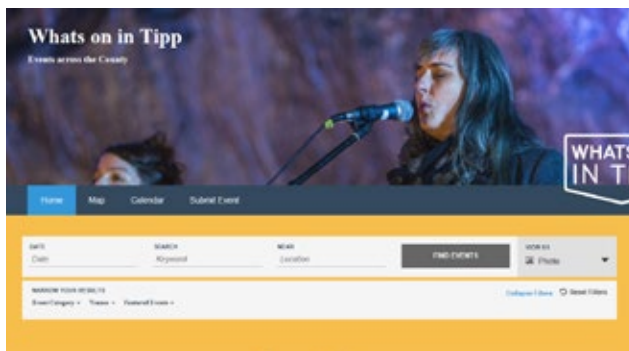 Whats on in Tipp
Events across the County
WHATS
IN T
Home Map Calendar Submit Event
DATE SEARCH NEAR VIEW AS
Date Keyword Location FIND EVENTS Photo
NARROW YOUR RESULTS
Collapse Filters Reset Filters
Event Category Venue Featured Events